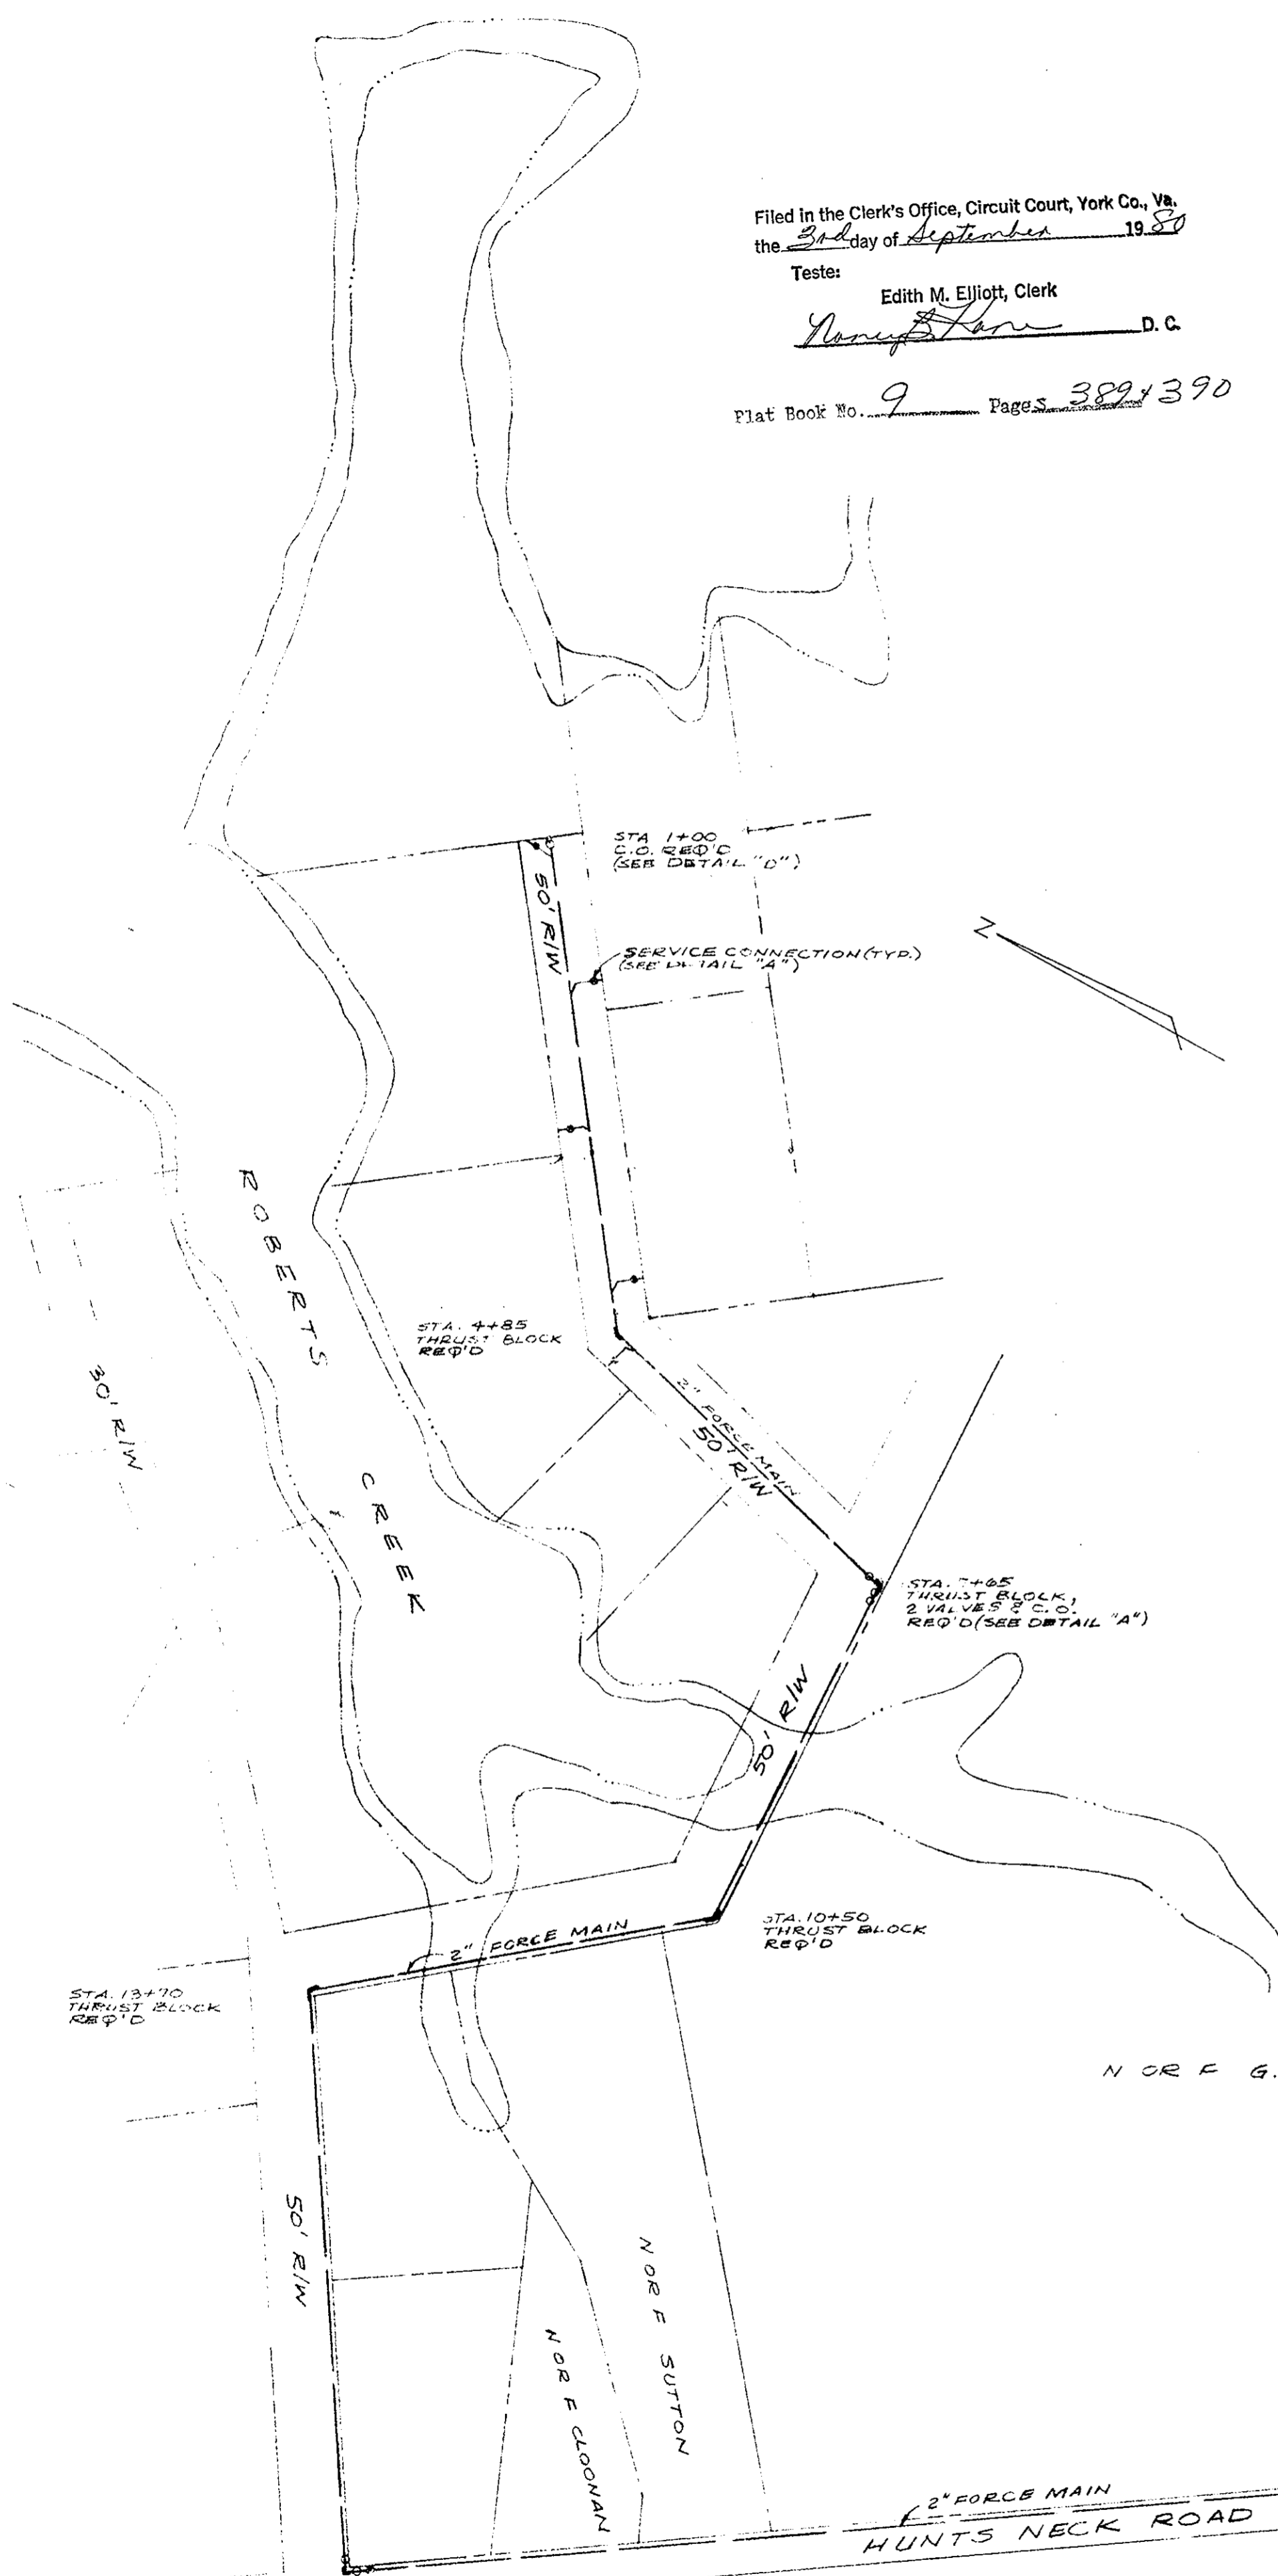 Filed in the Clerk's Office, Circuit Court, York Co., Va.
the 3rd day of September 1980
Teste:
Edith M. Elliott, Clerk
D. C.
Plat Book No. 9 Pages 389 & 390
STA 1+00
C.O. REQ'D
(SEE DETAIL "D")
50' R/W
N
SERVICE CONNECTION (TYP.)
(SEE DETAIL "A")
ROBERTS
CREEK
30' R/W
STA. 4+85
THRUST BLOCK
REQ'D
2" FORCE MAIN
50' R/W
STA. 7+65
THRUST BLOCK,
2 VALVES & C.O.
REQ'D (SEE DETAIL "A")
50' R/W
STA. 10+50
THRUST BLOCK
REQ'D
2" FORCE MAIN
STA. 13+70
THRUST BLOCK
REQ'D
N OR F G.
50' R/W
N OR F SUTTON
N OR F CLOONAN
2" FORCE MAIN
HUNTS NECK ROAD